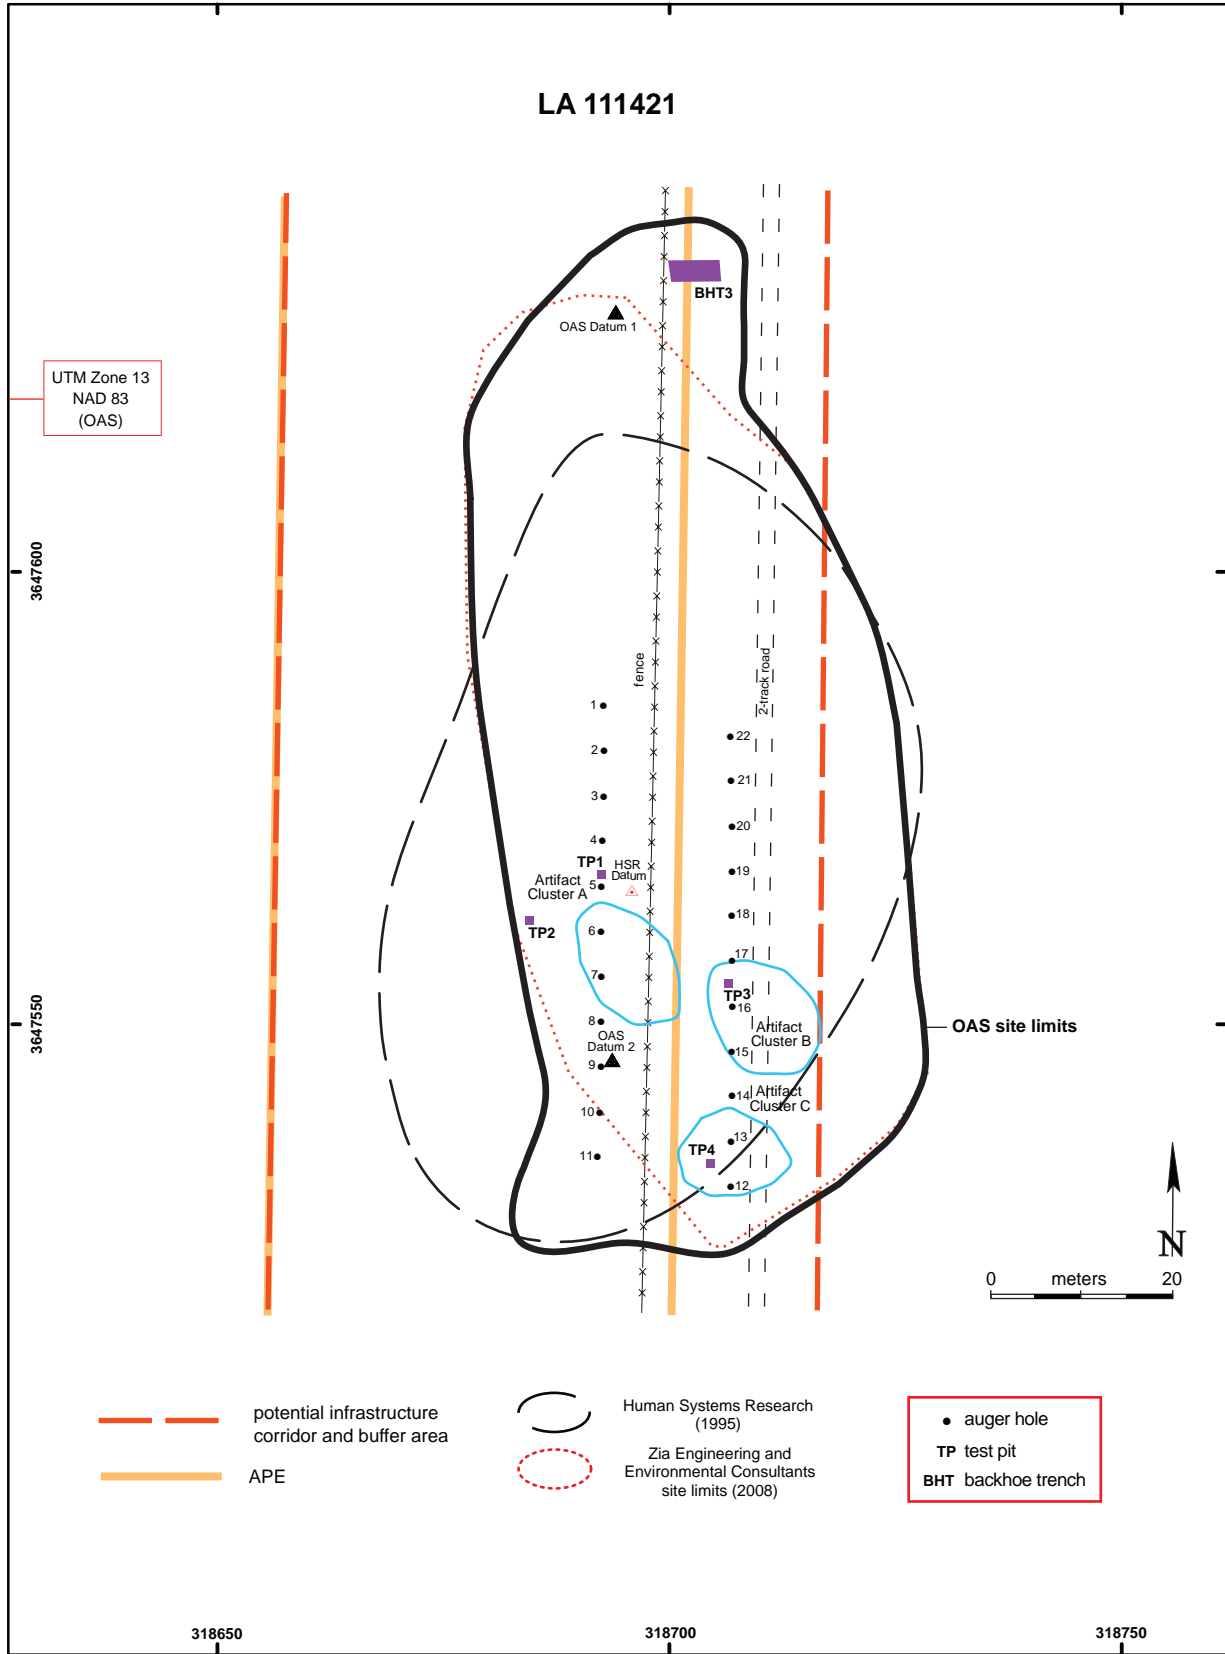 LA 111421
BHT3
OAS Datum 1
UTM Zone 13
NAD 83
(OAS)
3647600
fence
2-track road
1
2
3
4
22
21
20
19
18
17
TP1
HSR
Datum
5
Artifact
Cluster A
TP2
6
7
8
TP3
16
Artifact
Cluster B
15
OAS
Datum 2
9
10
11
14
Artifact
Cluster C
13
TP4
12
3647550
OAS site limits
N
0 meters 20
potential infrastructure
corridor and buffer area
APE
Human Systems Research
(1995)
Zia Engineering and
Environmental Consultants
site limits (2008)
auger hole
TP test pit
BHT backhoe trench
318650
318700
318750